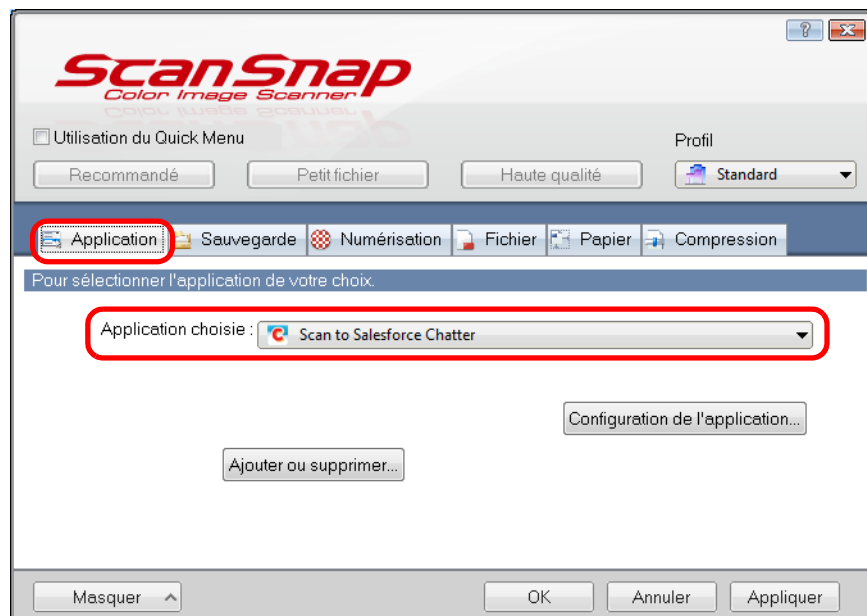 ScanSnap
Color Image Scanner
Utilisation du Quick Menu
Profil
Recommandé Petit fichier Haute qualité Standard
Application Sauvegarde Numérisation Fichier Papier Compression
Pour sélectionner l'application de votre choix.
Application choisie : Scan to Salesforce Chatter
Configuration de l'application...
Ajouter ou supprimer...
Masquer OK Annuler Appliquer